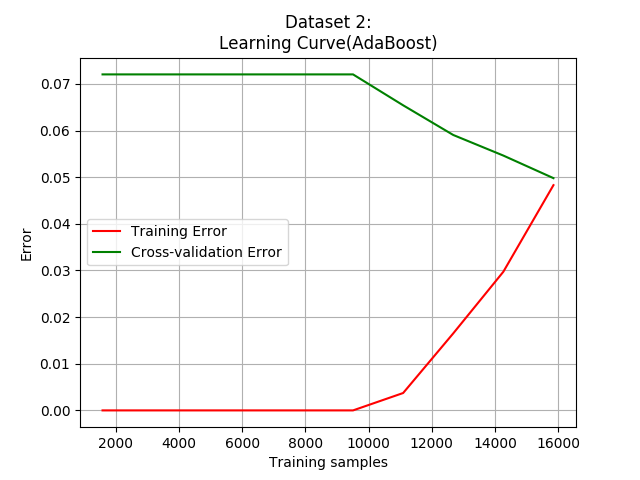 Dataset 2:
Learning Curve(AdaBoost)
0.07
0.06
0.05
0.04
0.03
0.02
0.01
0.00
Error
Training Error
Cross-validation Error
2000 4000 6000 8000 10000 12000 14000 16000
Training samples